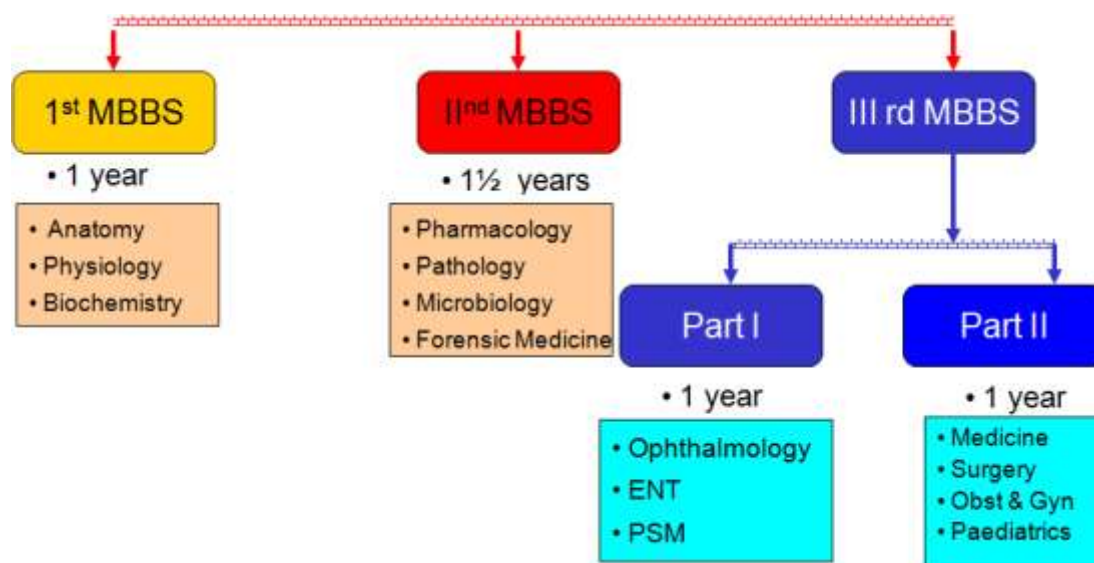 1st MBBS
• 1 year
• Anatomy
• Physiology
• Biochemistry
IInd MBBS
• 1½ years
• Pharmacology
• Pathology
• Microbiology
• Forensic Medicine
III rd MBBS
Part I
• 1 year
• Ophthalmology
• ENT
• PSM
Part II
• 1 year
• Medicine
• Surgery
• Obst & Gyn
• Paediatrics